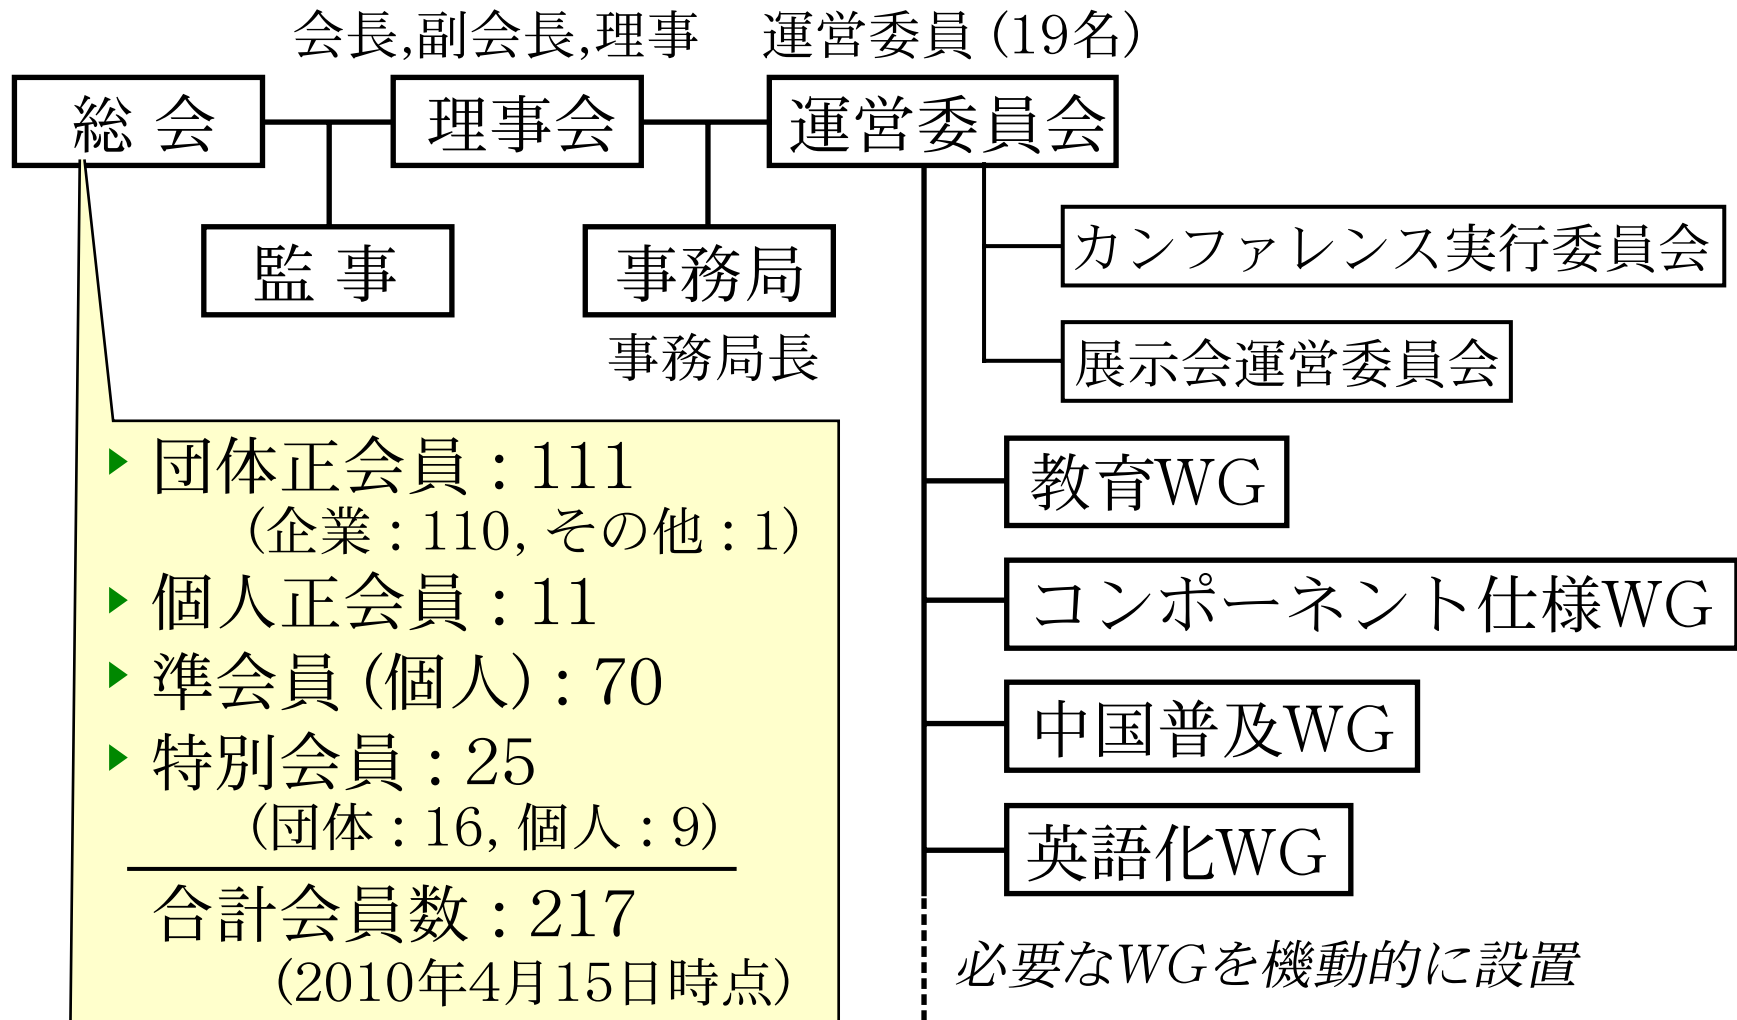 会長,副会長,理事
運営委員 (19名)
総 会
理事会
運営委員会
監 事
事務局
事務局長
カンファレンス実行委員会
展示会運営委員会
教育WG
コンポーネント仕様WG
中国普及WG
英語化WG
必要なWGを機動的に設置
団体正会員 : 111
(企業 : 110, その他 : 1)
個人正会員 : 11
準会員 (個人) : 70
特別会員 : 25
(団体 : 16, 個人 : 9)
合計会員数 : 217
(2010年4月15日時点)